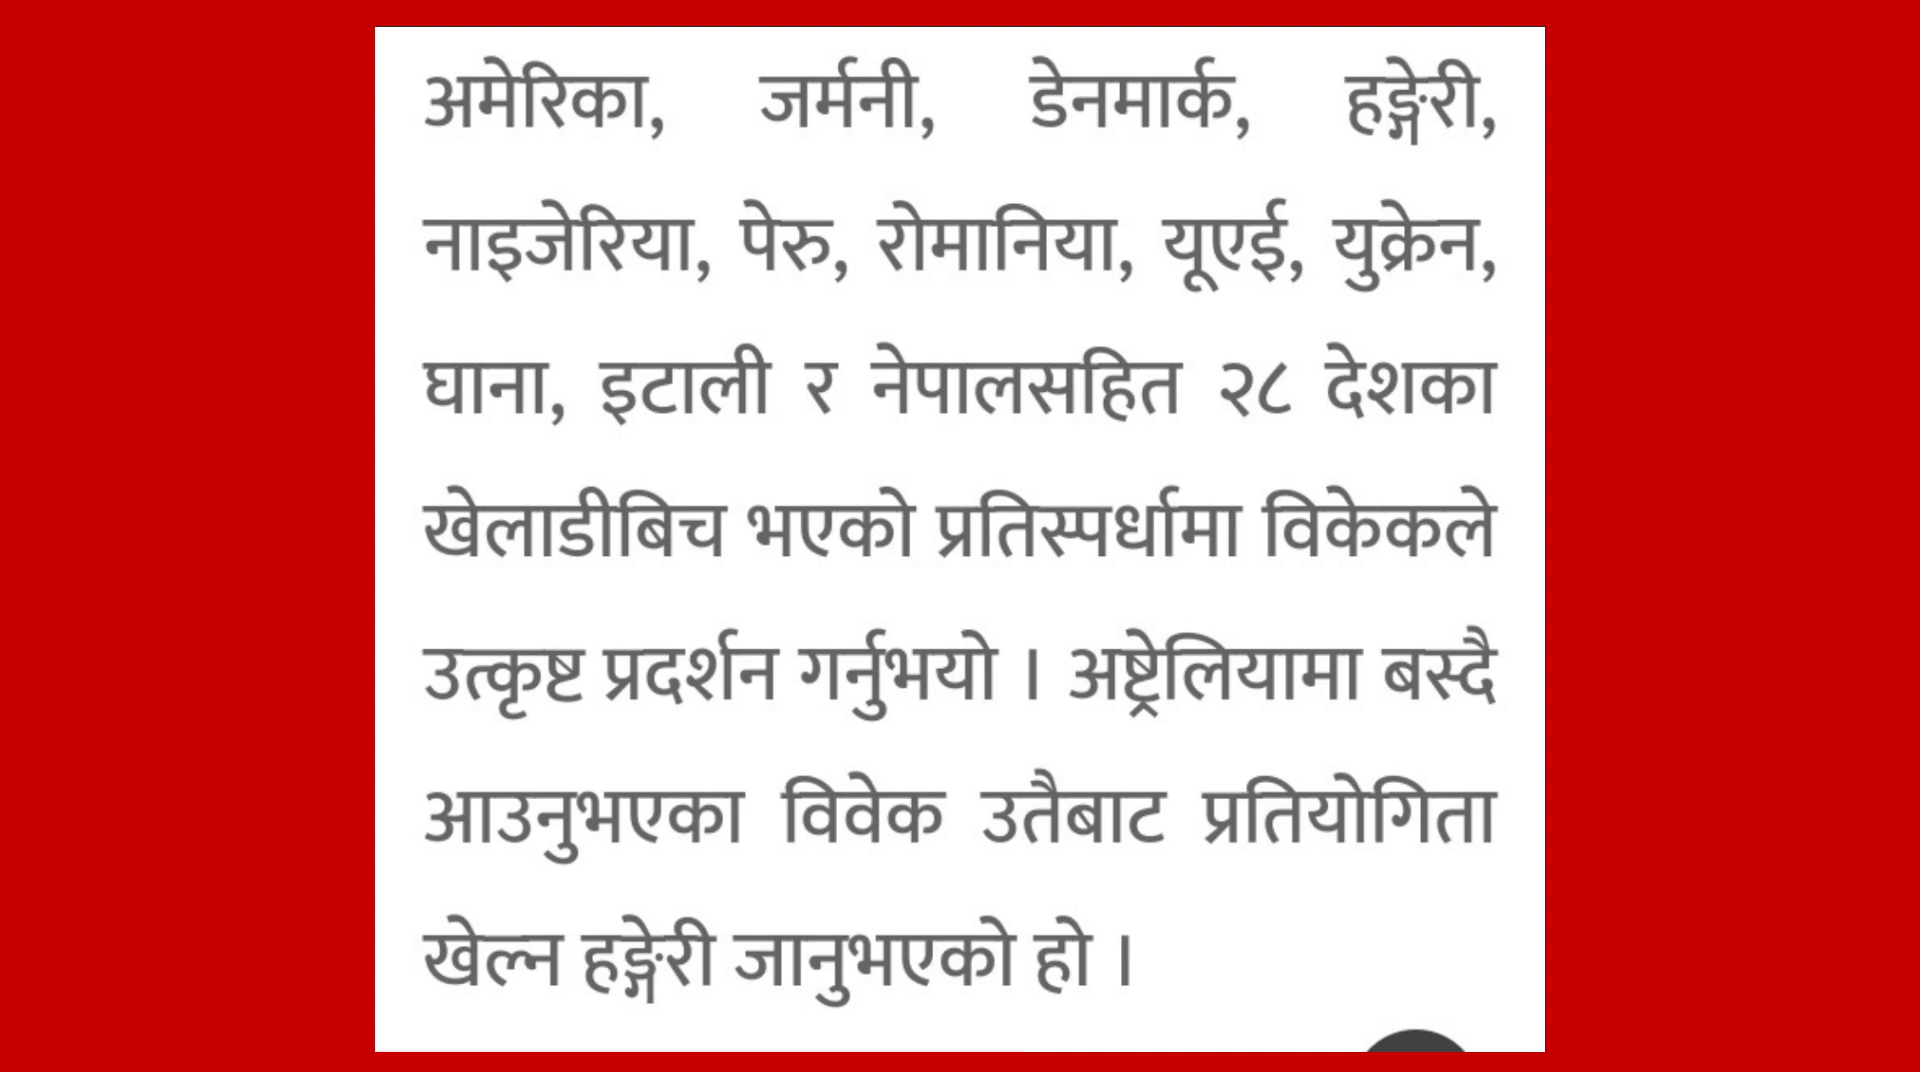 अमेरिका, जर्मनी, डेनमार्क, हङ्गेरी,
नाइजेरिया, पेरु, रोमानिया, यूएई, युक्रेन,
घाना, इटाली र नेपालसहित २८ देशका
खेलाडीबिच भएको प्रतिस्पर्धामा विकेकले
उत्कृष्ट प्रदर्शन गर्नुभयो । अष्ट्रेलियामा बस्दै
आउनुभएका विवेक उतैबाट प्रतियोगिता
खेल्न हङ्गेरी जानुभएको हो ।